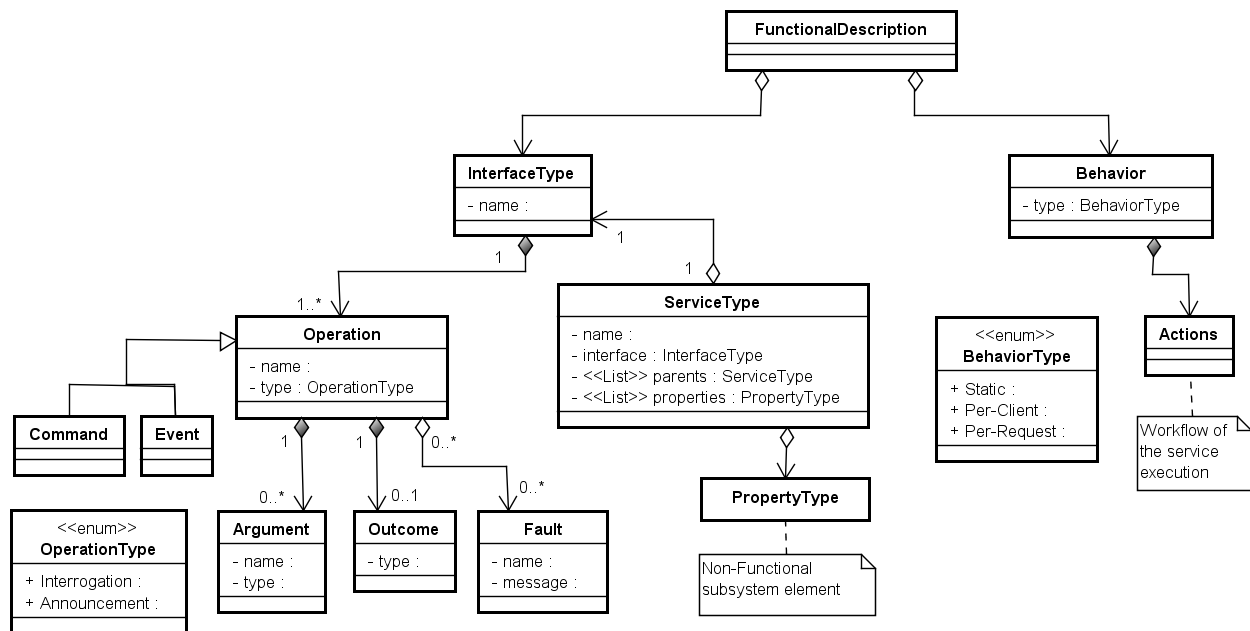 FunctionalDescription
InterfaceType
- name :
Behavior
- type : BehaviorType
1
1
1
1..*
Operation
- name :
- type : OperationType
ServiceType
- name :
- interface : InterfaceType
- <<List>> parents : ServiceType
- <<List>> properties : PropertyType
<<enum>>
BehaviorType
+ Static :
+ Per-Client :
+ Per-Request :
Actions
Workflow of
the service
execution
Command
Event
1
1
0..*
0..*
0..1
0..*
<<enum>>
OperationType
+ Interrogation :
+ Announcement :
Argument
- name :
- type :
Outcome
- type :
Fault
- name :
- message :
PropertyType
Non-Functional
subsystem element